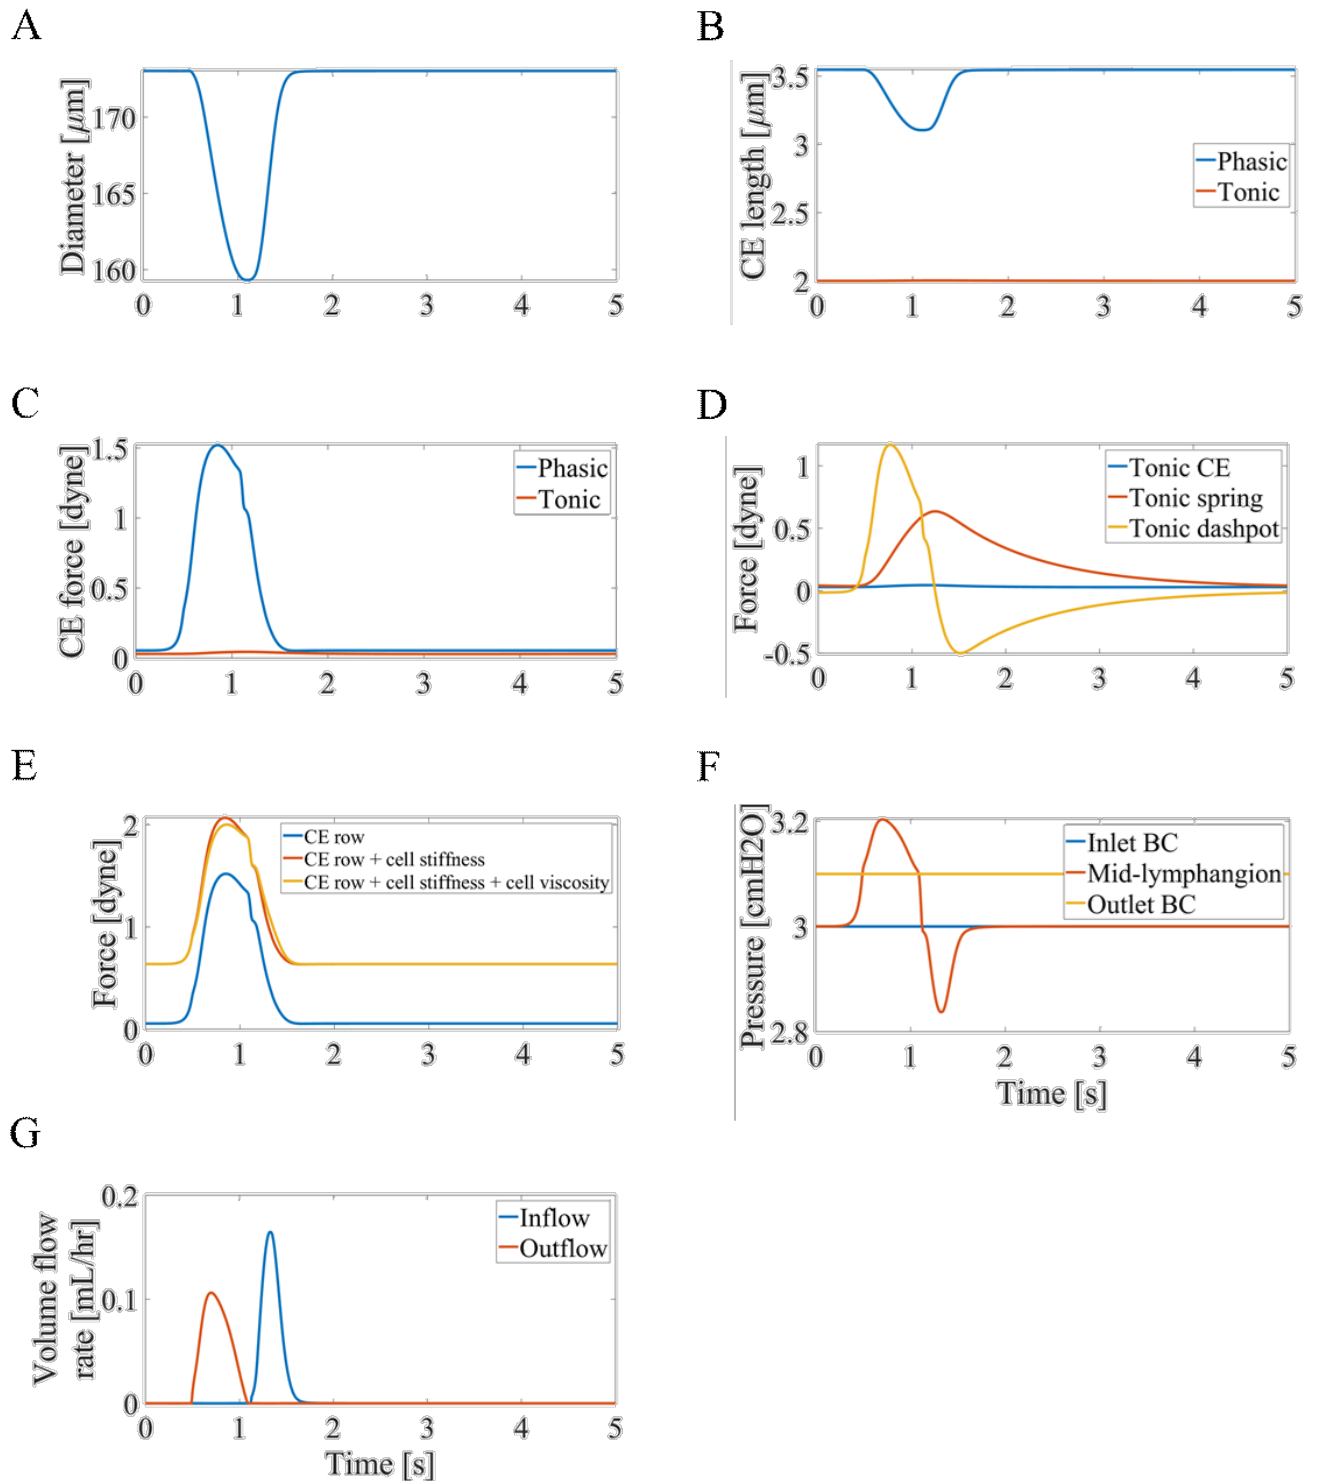 A
Diameter [μm]
170
165
160
0 1 2 3 4 5
B
CE length [μm]
3.5
3
2.5
2
Phasic
Tonic
0 1 2 3 4 5
C
CE force [dyne]
1.5
1
0.5
0
Phasic
Tonic
0 1 2 3 4 5
D
Force [dyne]
1
0.5
0
-0.5
Tonic CE
Tonic spring
Tonic dashpot
0 1 2 3 4 5
E
Force [dyne]
2
1
0
CE row
CE row + cell stiffness
CE row + cell stiffness + cell viscosity
0 1 2 3 4 5
F
Pressure [cmH2O]
3.2
3
2.8
Inlet BC
Mid-lymphangion
Outlet BC
0 1 2 3 4 5
Time [s]
G
Volume flow
rate [mL/hr]
0.2
0.1
0
Inflow
Outflow
0 1 2 3 4 5
Time [s]